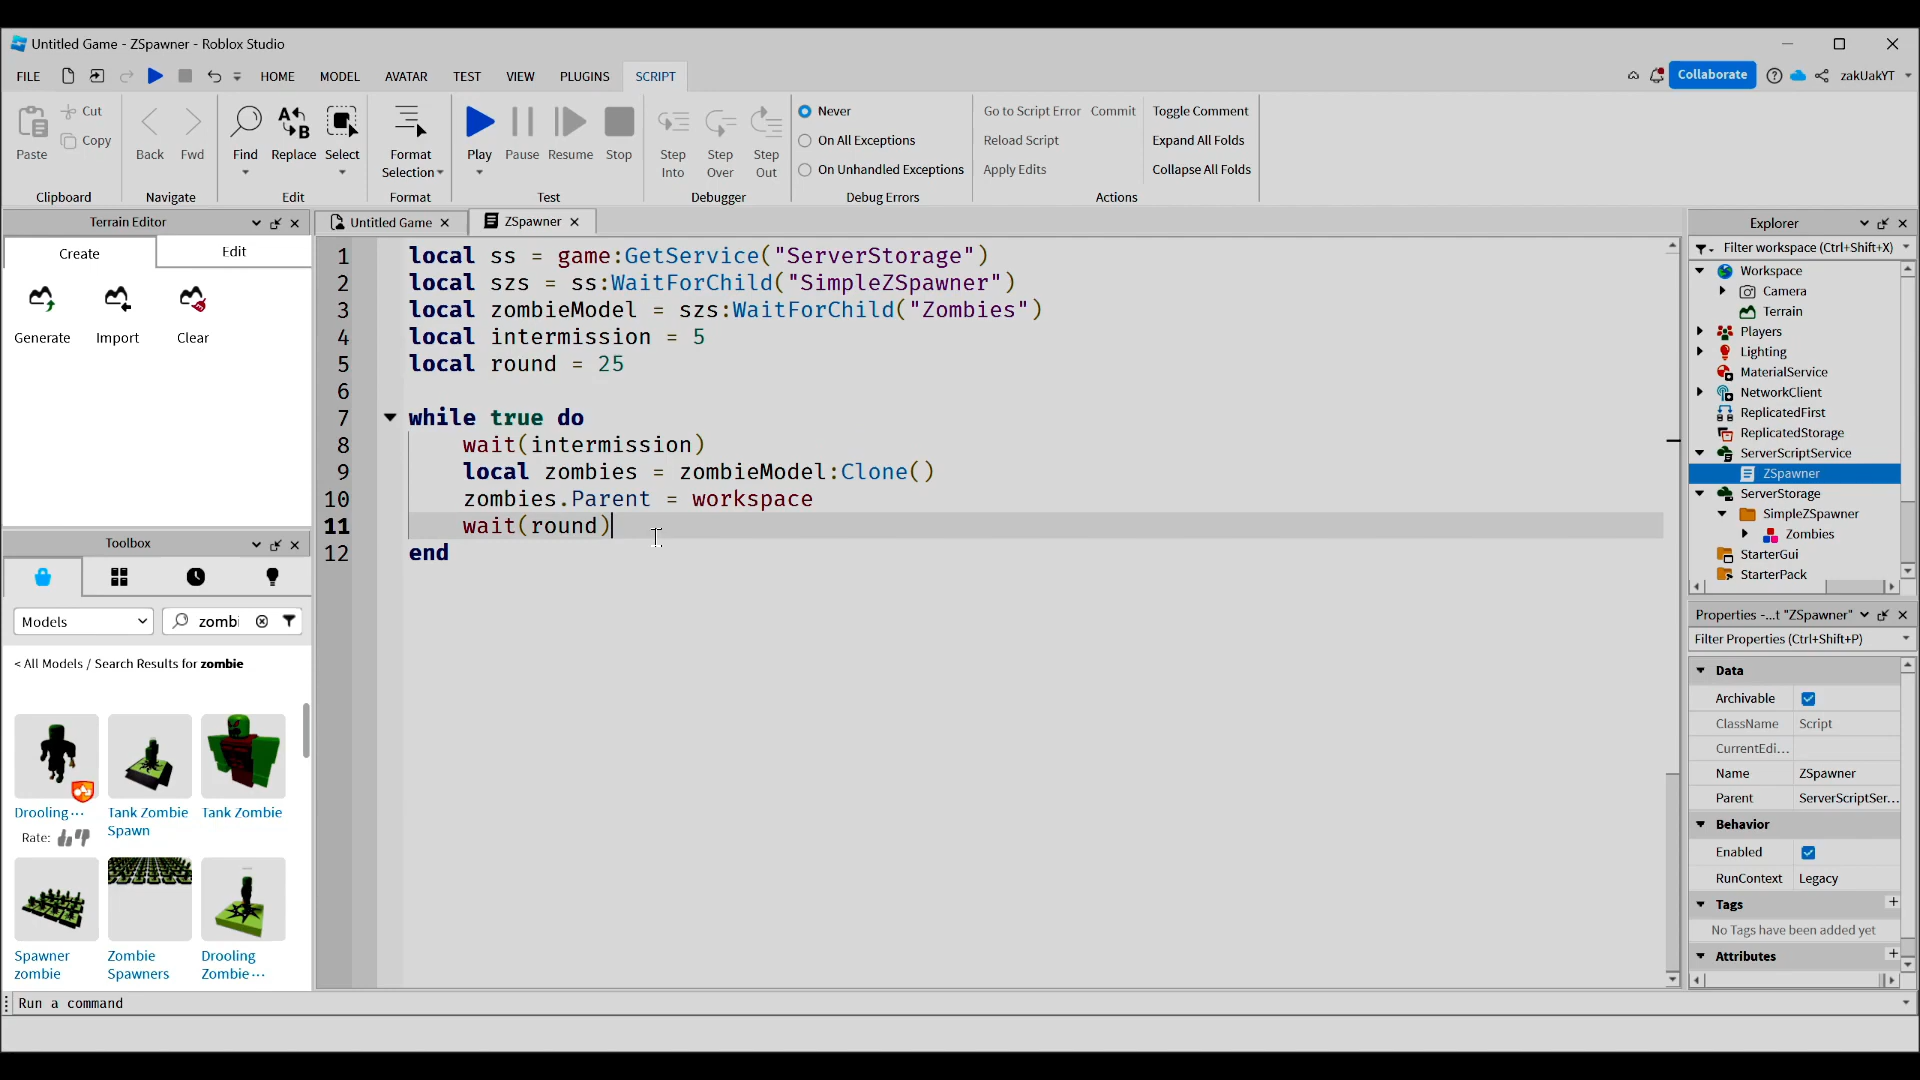 Untitled Game - ZSpawner - Roblox Studio
FILE HOME MODEL AVATAR TEST VIEW PLUGINS SCRIPT Collaborate zakUakYT
Paste Cut Copy
Back Fwd
Find Replace Select
Format Selection
Play Pause Resume Stop
Step Into Step Over Step Out
Never
On All Exceptions
On Unhandled Exceptions
Go to Script Error Commit Toggle Comment
Reload Script Expand All Folds
Apply Edits Collapse All Folds
Clipboard Navigate Edit Format Test Debugger Debug Errors Actions
Terrain Editor
Create Edit
Generate Import Clear
Untitled Game ZSpawner
1 local ss = game:GetService("ServerStorage")
2 local szs = ss:WaitForChild("SimpleZSpawner")
3 local zombieModel = szs:WaitForChild("Zombies")
4 local intermission = 5
5 local round = 25
6
7 while true do
8 wait(intermission)
9 local zombies = zombieModel:Clone()
10 zombies.Parent = workspace
11 wait(round)
12 end
Toolbox
Models zombi
< All Models / Search Results for zombie
Drooling...
Rate:
Tank Zombie Spawn
Tank Zombie
Spawner zombie
Zombie Spawners
Drooling Zombie...
Explorer
Filter workspace (Ctrl+Shift+X)
Workspace
Camera
Terrain
Players
Lighting
MaterialService
NetworkClient
ReplicatedFirst
ReplicatedStorage
ServerScriptService
ZSpawner
ServerStorage
SimpleZSpawner
Zombies
StarterGui
StarterPack
Properties -...t "ZSpawner"
Filter Properties (Ctrl+Shift+P)
Data
Archivable
ClassName Script
CurrentEdi...
Name ZSpawner
Parent ServerScriptSer...
Behavior
Enabled
RunContext Legacy
Tags +
No Tags have been added yet
Attributes +
Run a command